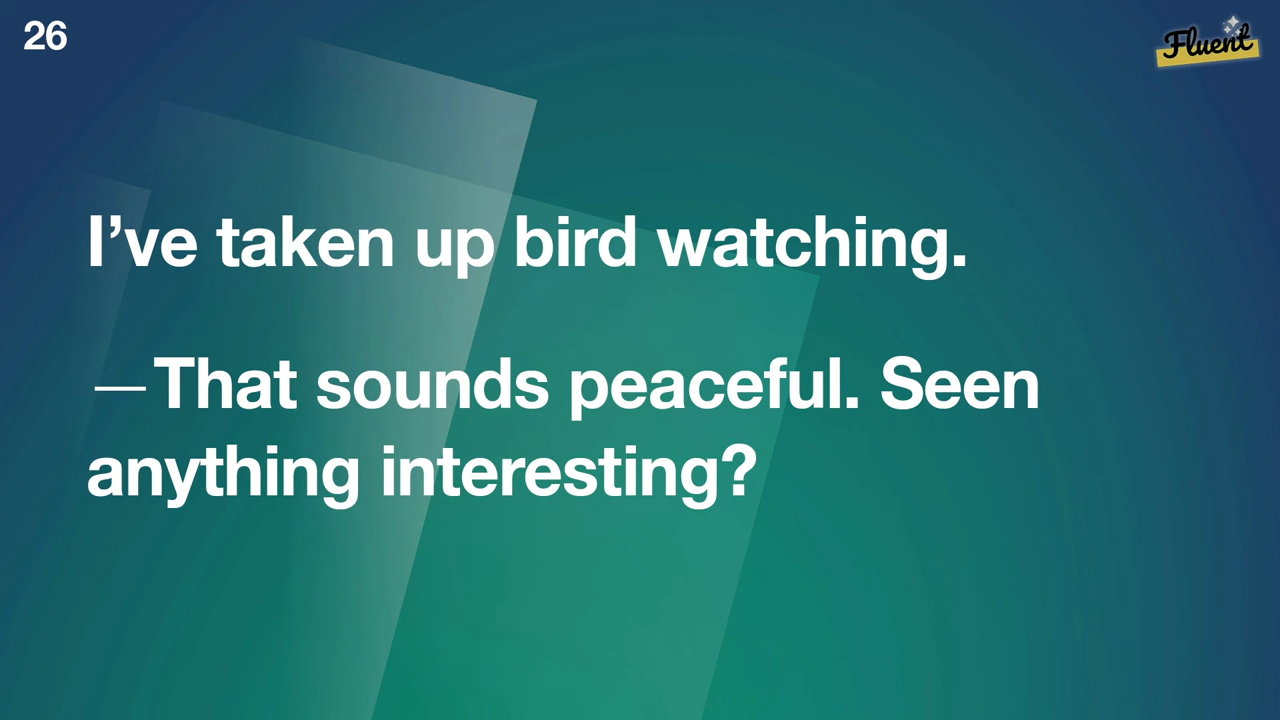 26
Fluent
I’ve taken up bird watching.
—That sounds peaceful. Seen
anything interesting?